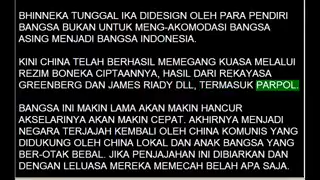 BHINNEKA TUNGGAL IKA DIDESIGN OLEH PARA PENDIRI
BANGSA BUKAN UNTUK MENG-AKOMODASI BANGSA
ASING MENJADI BANGSA INDONESIA.
KINI CHINA TELAH BERHASIL MEMEGANG KUASA MELALUI
REZIM BONEKA CIPTAANNYA, HASIL DARI REKAYASA
GREENBERG DAN JAMES RIADY DLL, TERMASUK PARPOL.
BANGSA INI MAKIN LAMA AKAN MAKIN HANCUR
AKSELARINYA AKAN MAKIN CEPAT. AKHIRNYA MENJADI
NEGARA TERJAJAH KEMBALI OLEH CHINA KOMUNIS YANG
DIDUKUNG OLEH CHINA LOKAL DAN ANAK BANGSA YANG
BER-OTAK BEBAL. JIKA PENJAJAHAN INI DIBIARKAN DAN
DENGAN LELUASA MEREKA MEMECAH BELAH APA SAJA.